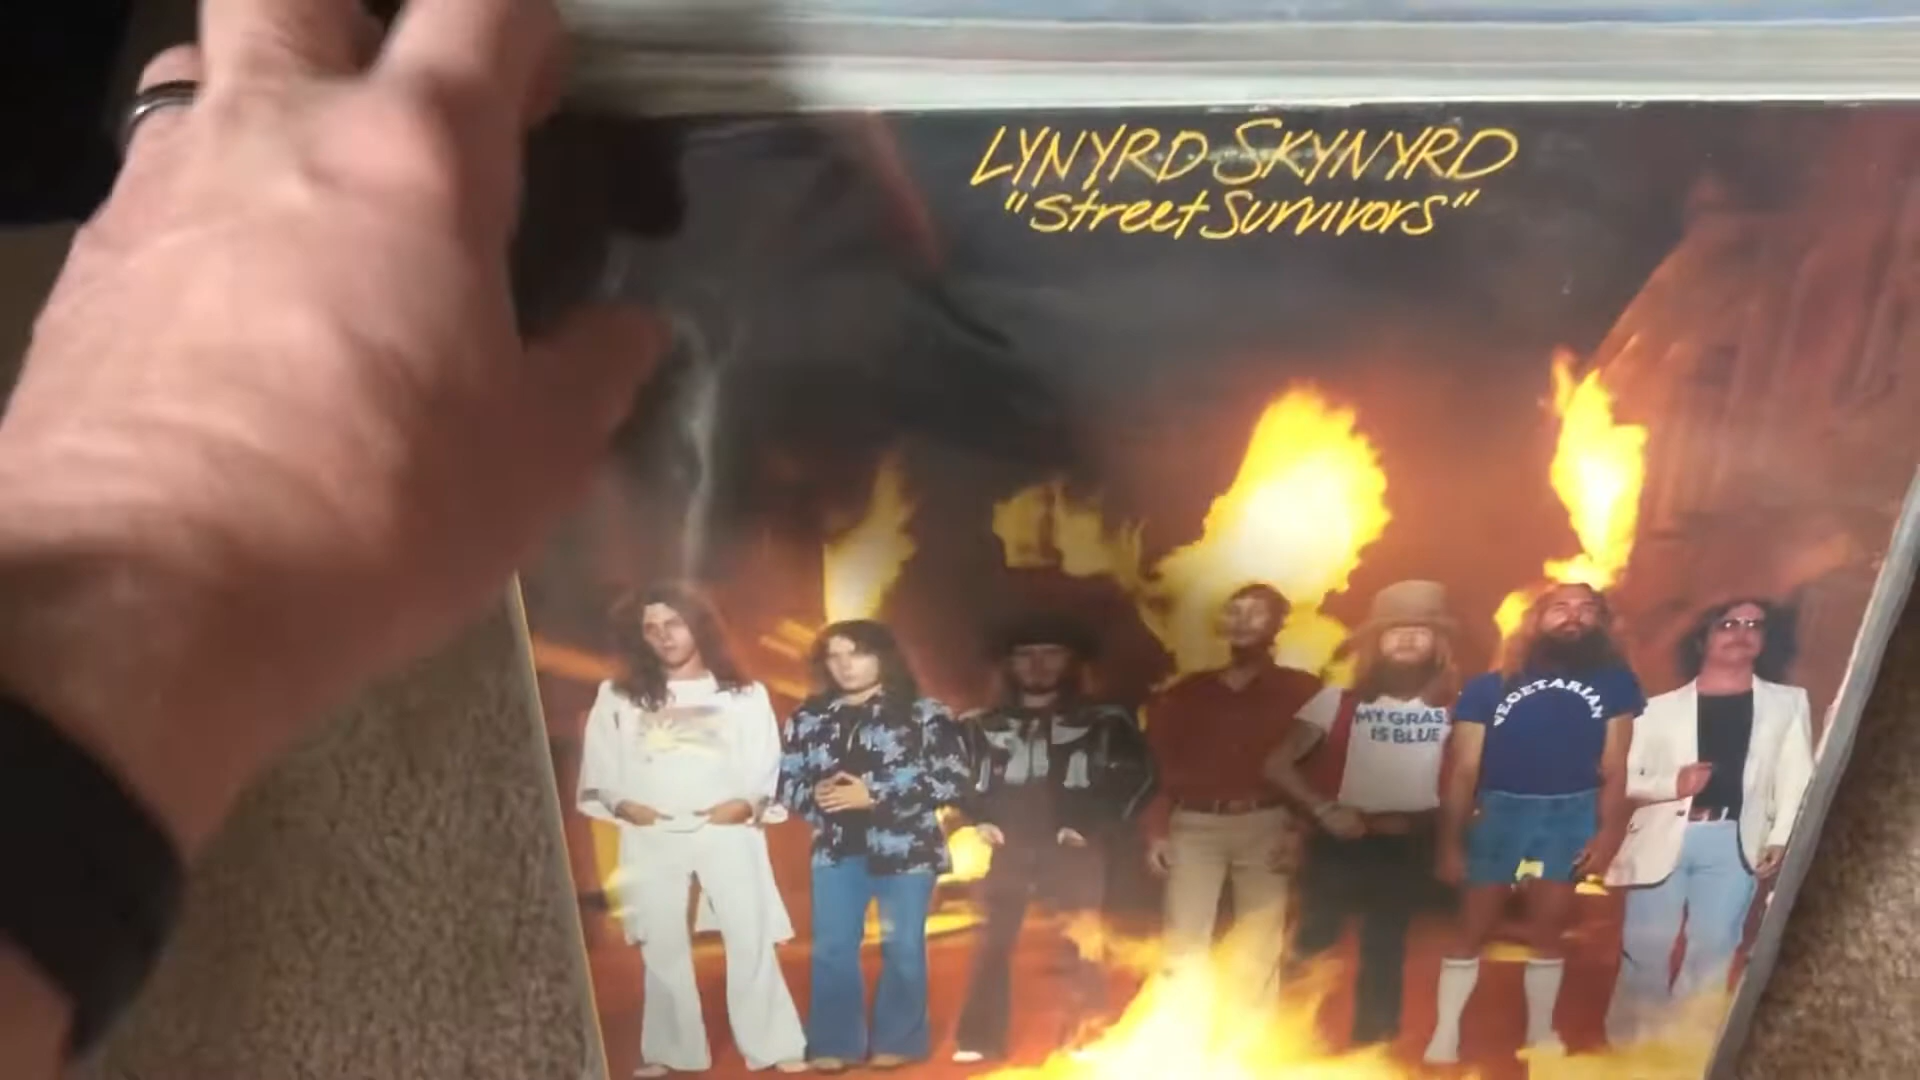 LYNYRD SKYNYRD
"Street Survivors"
MY GRASS
IS BLUE
VEGETARIAN